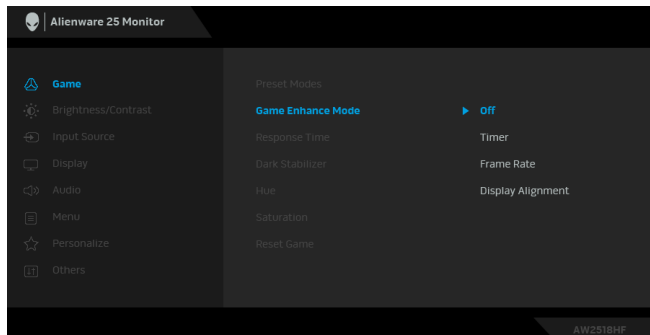 Alienware 25 Monitor
Game
Brightness/Contrast
Input Source
Display
Audio
Menu
Personalize
Others
Preset Modes
Game Enhance Mode
Response Time
Dark Stabilizer
Hue
Saturation
Reset Game
Off
Timer
Frame Rate
Display Alignment
AW2518HF